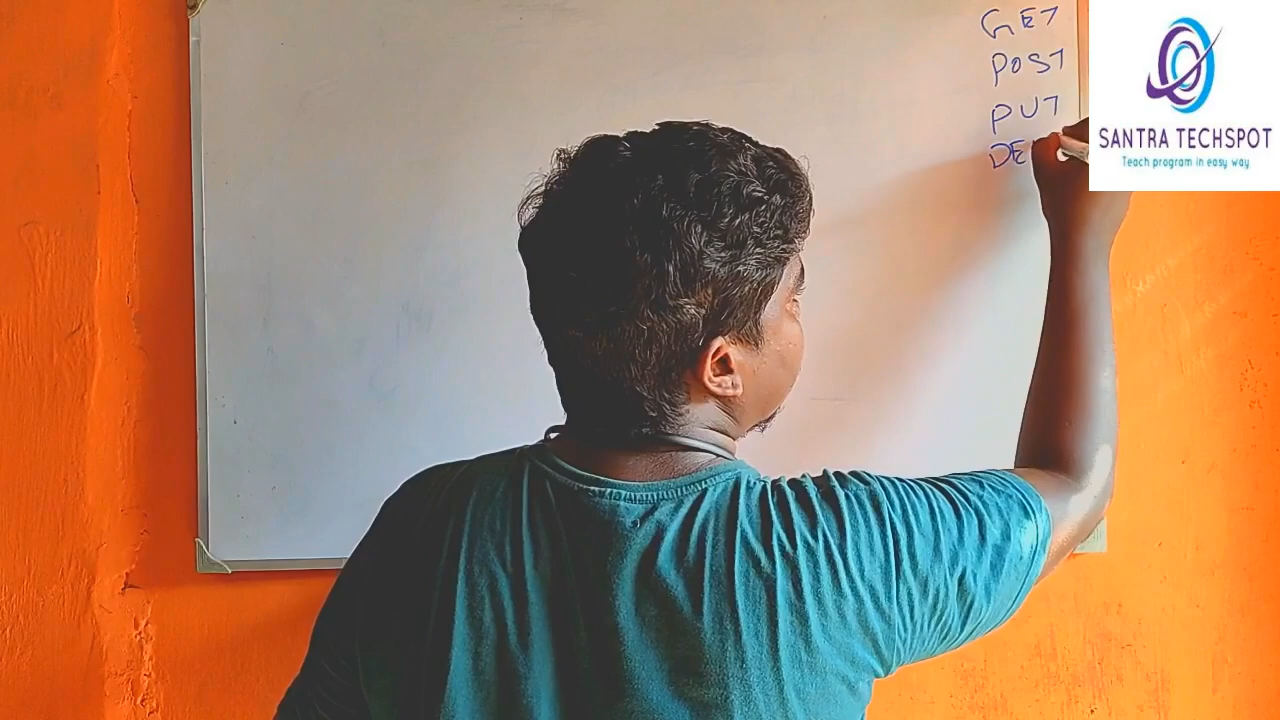 GET
POST
PUT
DE
SANTRA TECHSPOT
Teach program in easy way